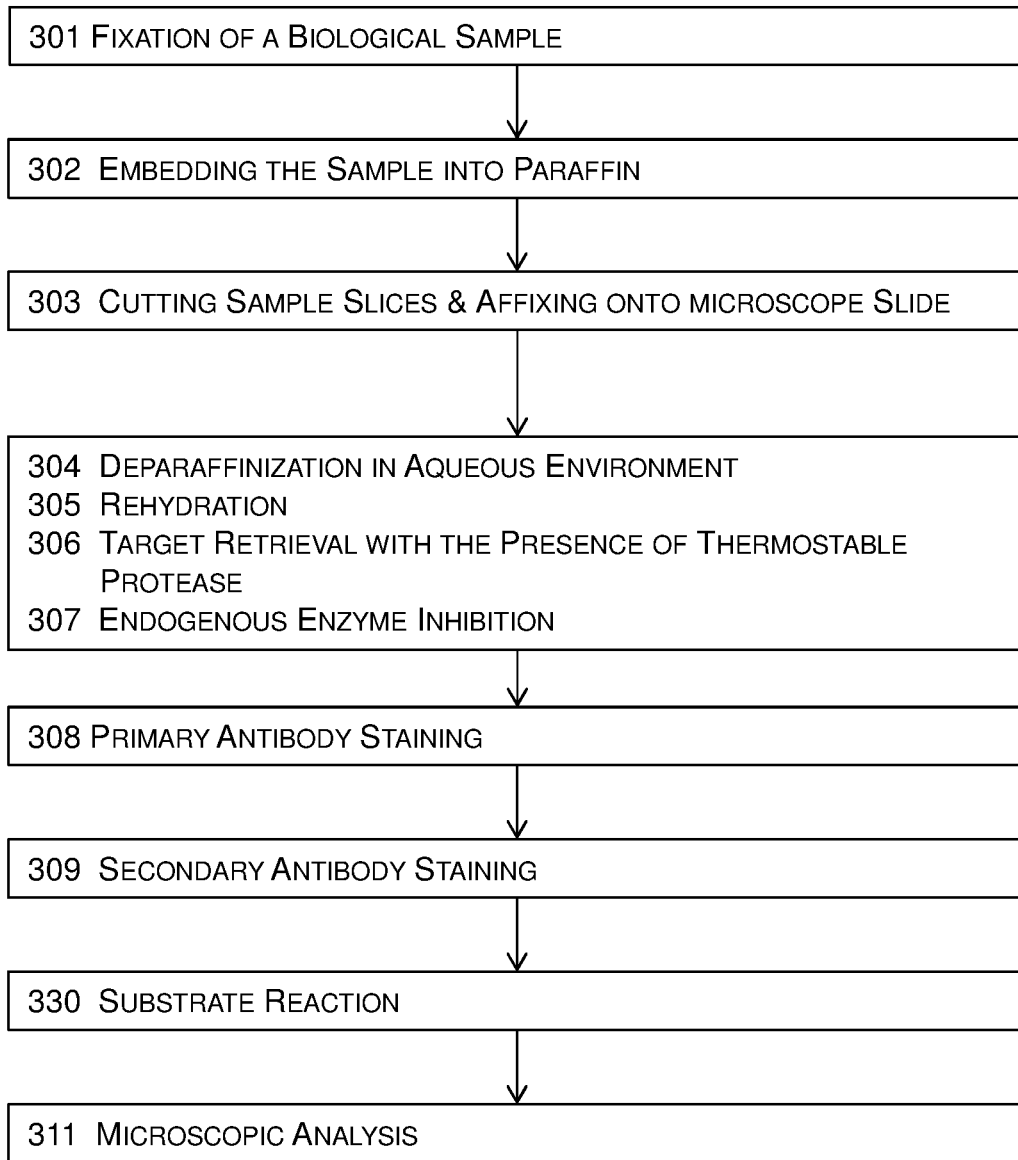 301 FIXATION OF A BIOLOGICAL SAMPLE
302 EMBEDDING THE SAMPLE INTO PARAFFIN
303 CUTTING SAMPLE SLICES & AFFIXING ONTO MICROSCOPE SLIDE
304 DEPARAFFINIZATION IN AQUEOUS ENVIRONMENT
305 REHYDRATION
306 TARGET RETRIEVAL WITH THE PRESENCE OF THERMOSTABLE
PROTEASE
307 ENDOGENOUS ENZYME INHIBITION
308 PRIMARY ANTIBODY STAINING
309 SECONDARY ANTIBODY STAINING
330 SUBSTRATE REACTION
311 MICROSCOPIC ANALYSIS